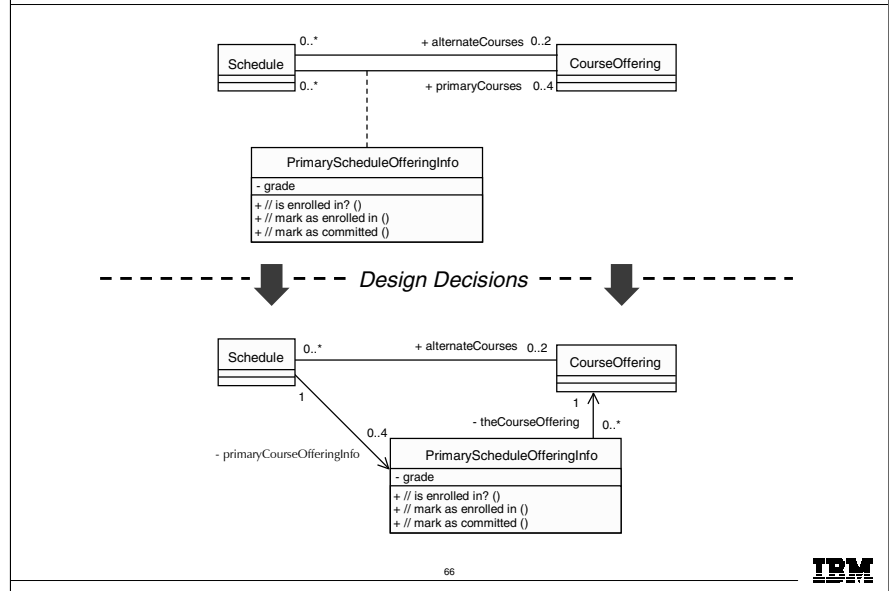 0..*
+ alternateCourses 0..2
Schedule
CourseOffering
0..*
+ primaryCourses 0..4
PrimaryScheduleOfferingInfo
- grade
+ // is enrolled in? ()
+ // mark as enrolled in ()
+ // mark as committed ()
Design Decisions
Schedule
0..*
+ alternateCourses 0..2
CourseOffering
1
1
- theCourseOffering
0..*
0..4
- primaryCourseOfferingInfo
PrimaryScheduleOfferingInfo
- grade
+ // is enrolled in? ()
+ // mark as enrolled in ()
+ // mark as committed ()
66
IBM